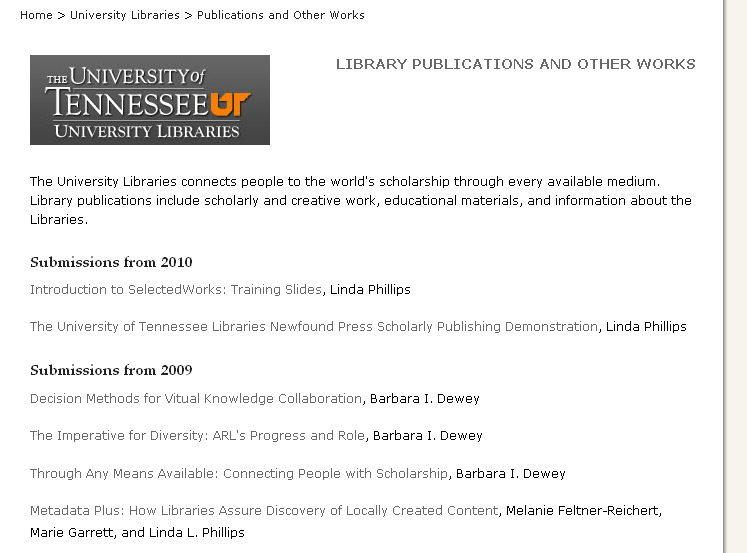 Home > University Libraries > Publications and Other Works
THE UNIVERSITY of
TENNESSEE UT
UNIVERSITY LIBRARIES
LIBRARY PUBLICATIONS AND OTHER WORKS
The University Libraries connects people to the world's scholarship through every available medium.
Library publications include scholarly and creative work, educational materials, and information about the
Libraries.
Submissions from 2010
Introduction to SelectedWorks: Training Slides, Linda Phillips
The University of Tennessee Libraries Newfound Press Scholarly Publishing Demonstration, Linda Phillips
Submissions from 2009
Decision Methods for Vitual Knowledge Collaboration, Barbara I. Dewey
The Imperative for Diversity: ARL's Progress and Role, Barbara I. Dewey
Through Any Means Available: Connecting People with Scholarship, Barbara I. Dewey
Metadata Plus: How Libraries Assure Discovery of Locally Created Content, Melanie Feltner-Reichert,
Marie Garrett, and Linda L. Phillips